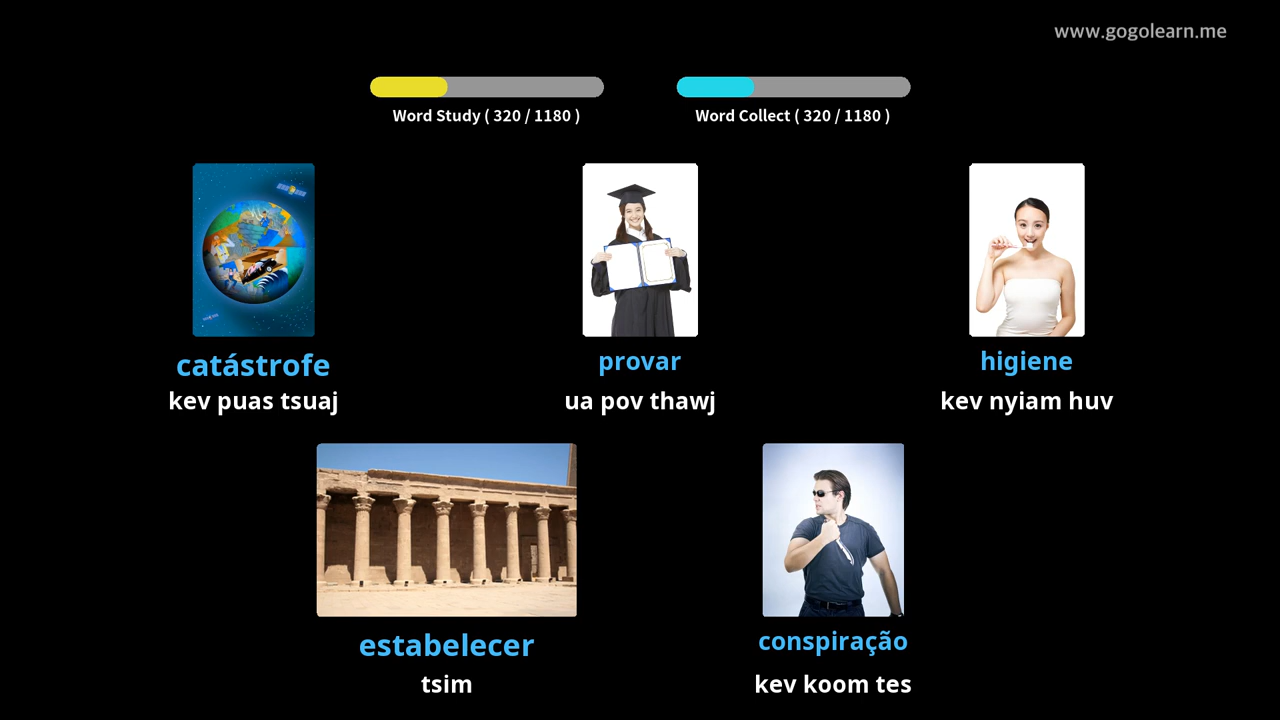 www.gogolearn.me
Word Study ( 320 / 1180 )
Word Collect ( 320 / 1180 )
catástrofe
kev puas tsuaj
provar
ua pov thawj
higiene
kev nyiam huv
estabelecer
tsim
conspiração
kev koom tes